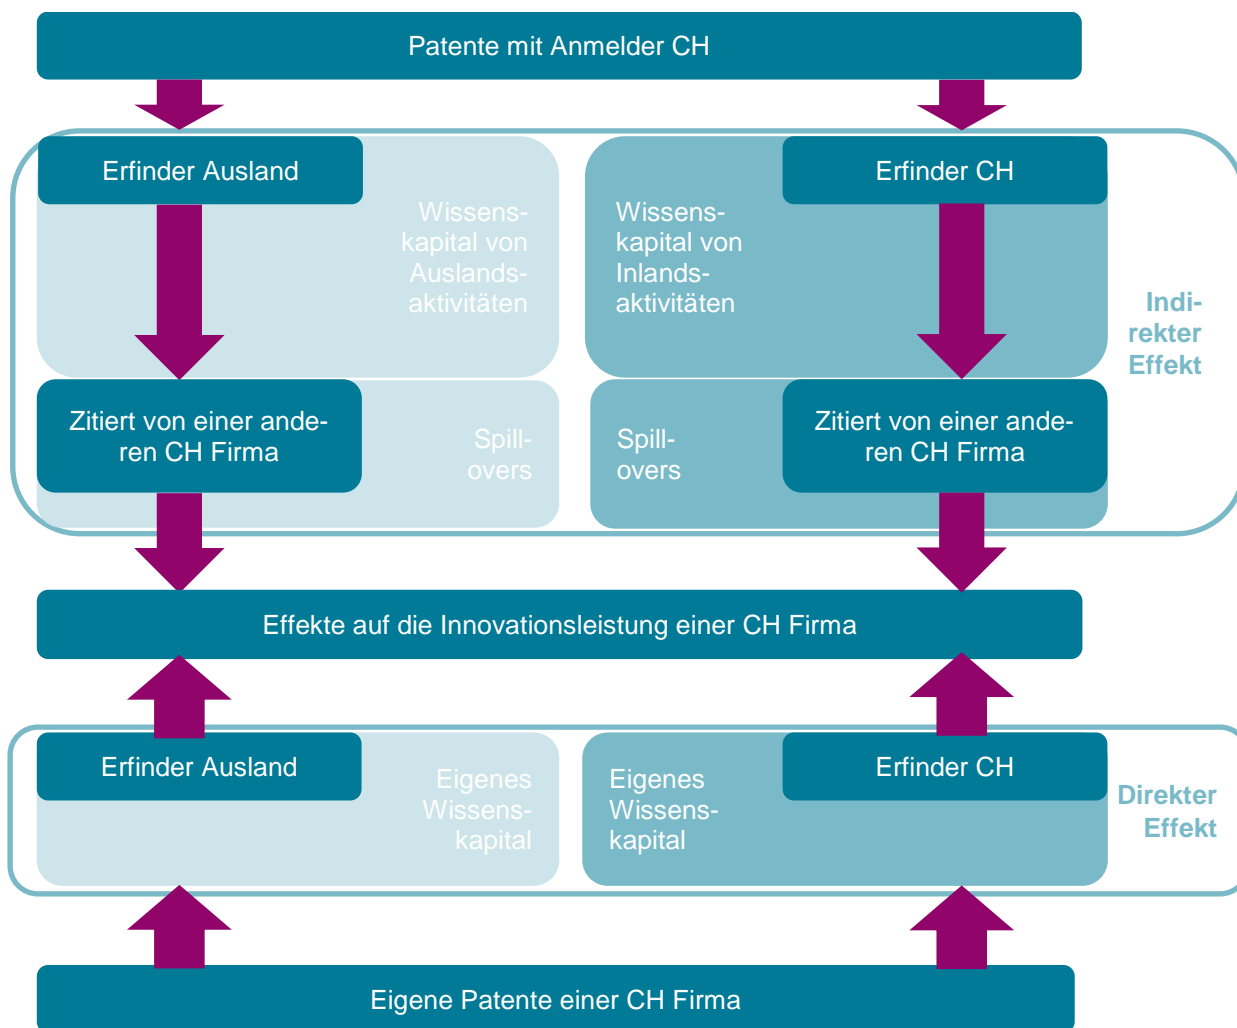 Patente mit Anmelder CH
Erfinder Ausland
Erfinder CH
Wissens-
kapital von
Auslands-
aktivitäten
Wissens-
kapital von
Inlands-
aktivitäten
Indi-
rekter
Effekt
Zitiert von einer ande-
ren CH Firma
Spill-
overs
Spill-
overs
Zitiert von einer ande-
ren CH Firma
Effekte auf die Innovationsleistung einer CH Firma
Erfinder Ausland
Eigenes
Wissens-
kapital
Eigenes
Wissens-
kapital
Erfinder CH
Direkter
Effekt
Eigene Patente einer CH Firma